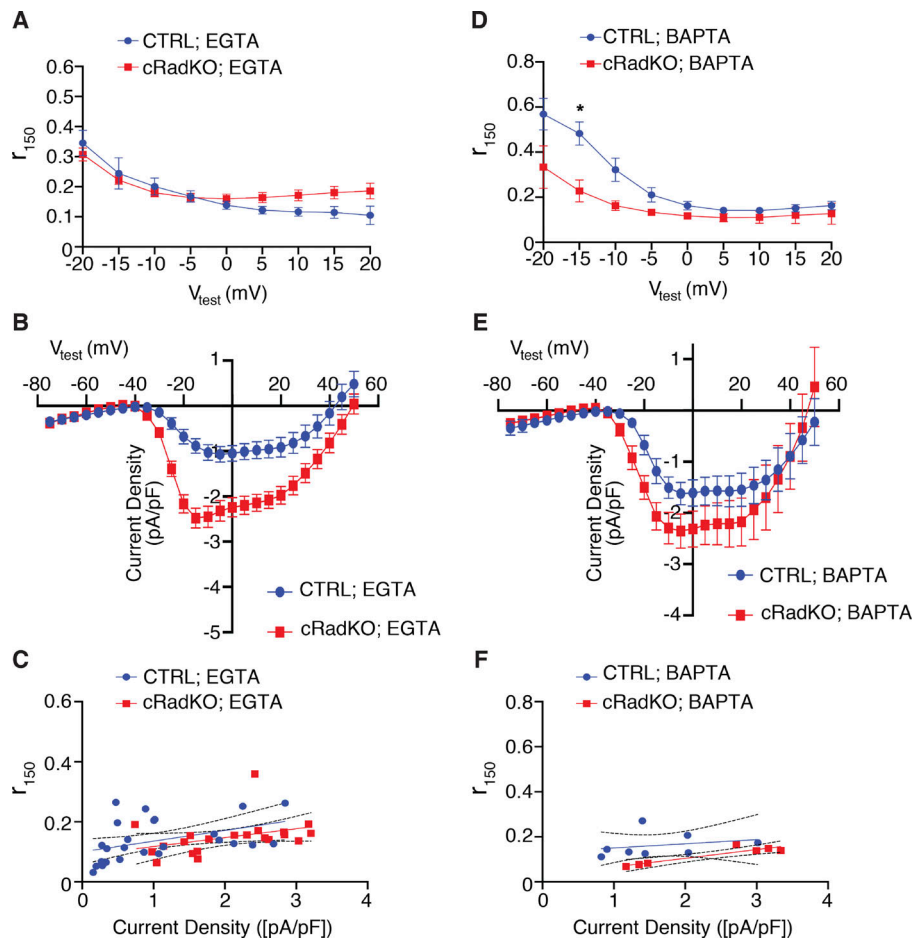 A
CTRL; EGTA
cRadKO; EGTA
0.6
0.5
0.4
0.3
0.2
0.1
0
r150
-20 -15 -10 -5 0 5 10 15 20
Vtest (mV)
D
CTRL; BAPTA
cRadKO; BAPTA
0.8
0.6
0.4
0.2
0
r150
*
-20 -15 -10 -5 0 5 10 15 20
Vtest (mV)
B
Vtest (mV)
-80 -60 -40 -20 20 40 60
1
-1
-2
-3
-4
-5
Current Density
(pA/pF)
CTRL; EGTA
cRadKO; EGTA
E
Vtest (mV)
-80 -60 -40 -20 20 40 60
1
-1
-2
-3
-4
Current Density
(pA/pF)
CTRL; BAPTA
cRadKO; BAPTA
C
CTRL; EGTA
cRadKO; EGTA
0.6
0.4
0.2
0
r150
0 1 2 3 4
Current Density ([pA/pF])
F
CTRL; BAPTA
cRadKO; BAPTA
0.8
0.6
0.4
0.2
0
r150
0 1 2 3 4
Current Density ([pA/pF])